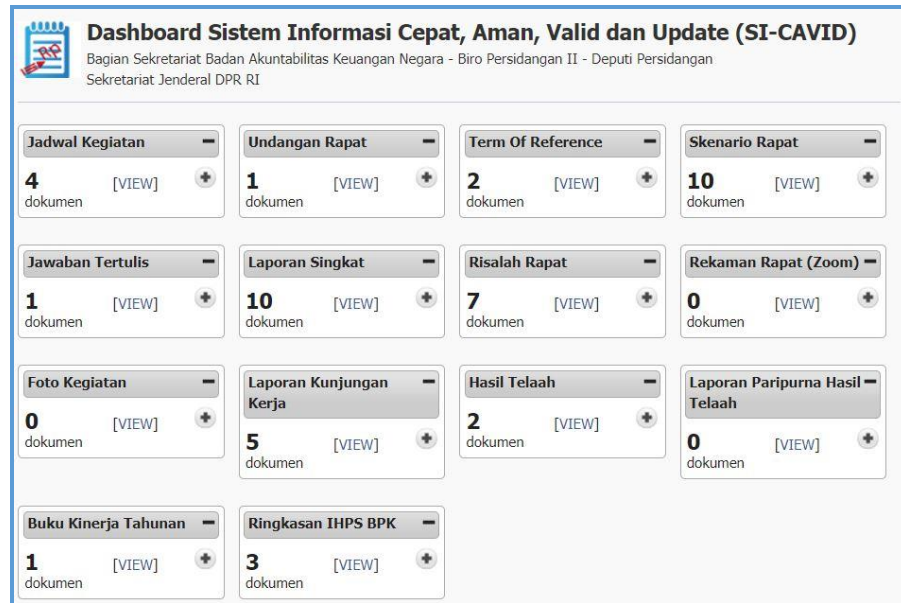 Dashboard Sistem Informasi Cepat, Aman, Valid dan Update (SI-CAVID)
Bagian Sekretariat Badan Akuntabilitas Keuangan Negara - Biro Persidangan II - Deputi Persidangan
Sekretariat Jenderal DPR RI
Jadwal Kegiatan
4 [VIEW]
dokumen
Undangan Rapat
1 [VIEW]
dokumen
Term Of Reference
2 [VIEW]
dokumen
Skenario Rapat
10 [VIEW]
dokumen
Jawaban Tertulis
1 [VIEW]
dokumen
Laporan Singkat
10 [VIEW]
dokumen
Risalah Rapat
7 [VIEW]
dokumen
Rekaman Rapat (Zoom)
0 [VIEW]
dokumen
Foto Kegiatan
0 [VIEW]
dokumen
Laporan Kunjungan
Kerja
5 [VIEW]
dokumen
Hasil Telaah
2 [VIEW]
dokumen
Laporan Paripurna Hasil
Telaah
0 [VIEW]
dokumen
Buku Kinerja Tahunan
1 [VIEW]
dokumen
Ringkasan IHPS BPK
3 [VIEW]
dokumen